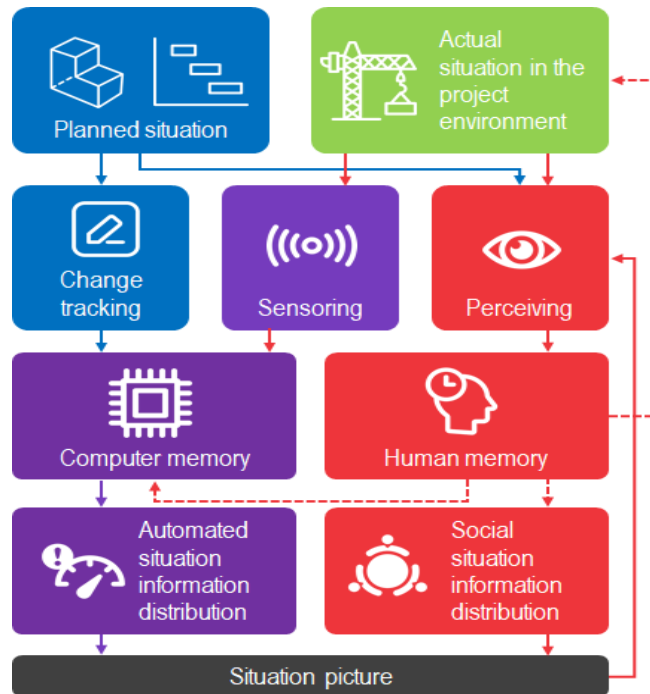 Planned situation
Actual
situation in the
project
environment
Change
tracking
Sensoring
Perceiving
Computer memory
Human memory
Automated
situation
information
distribution
Social
situation
information
distribution
Situation picture